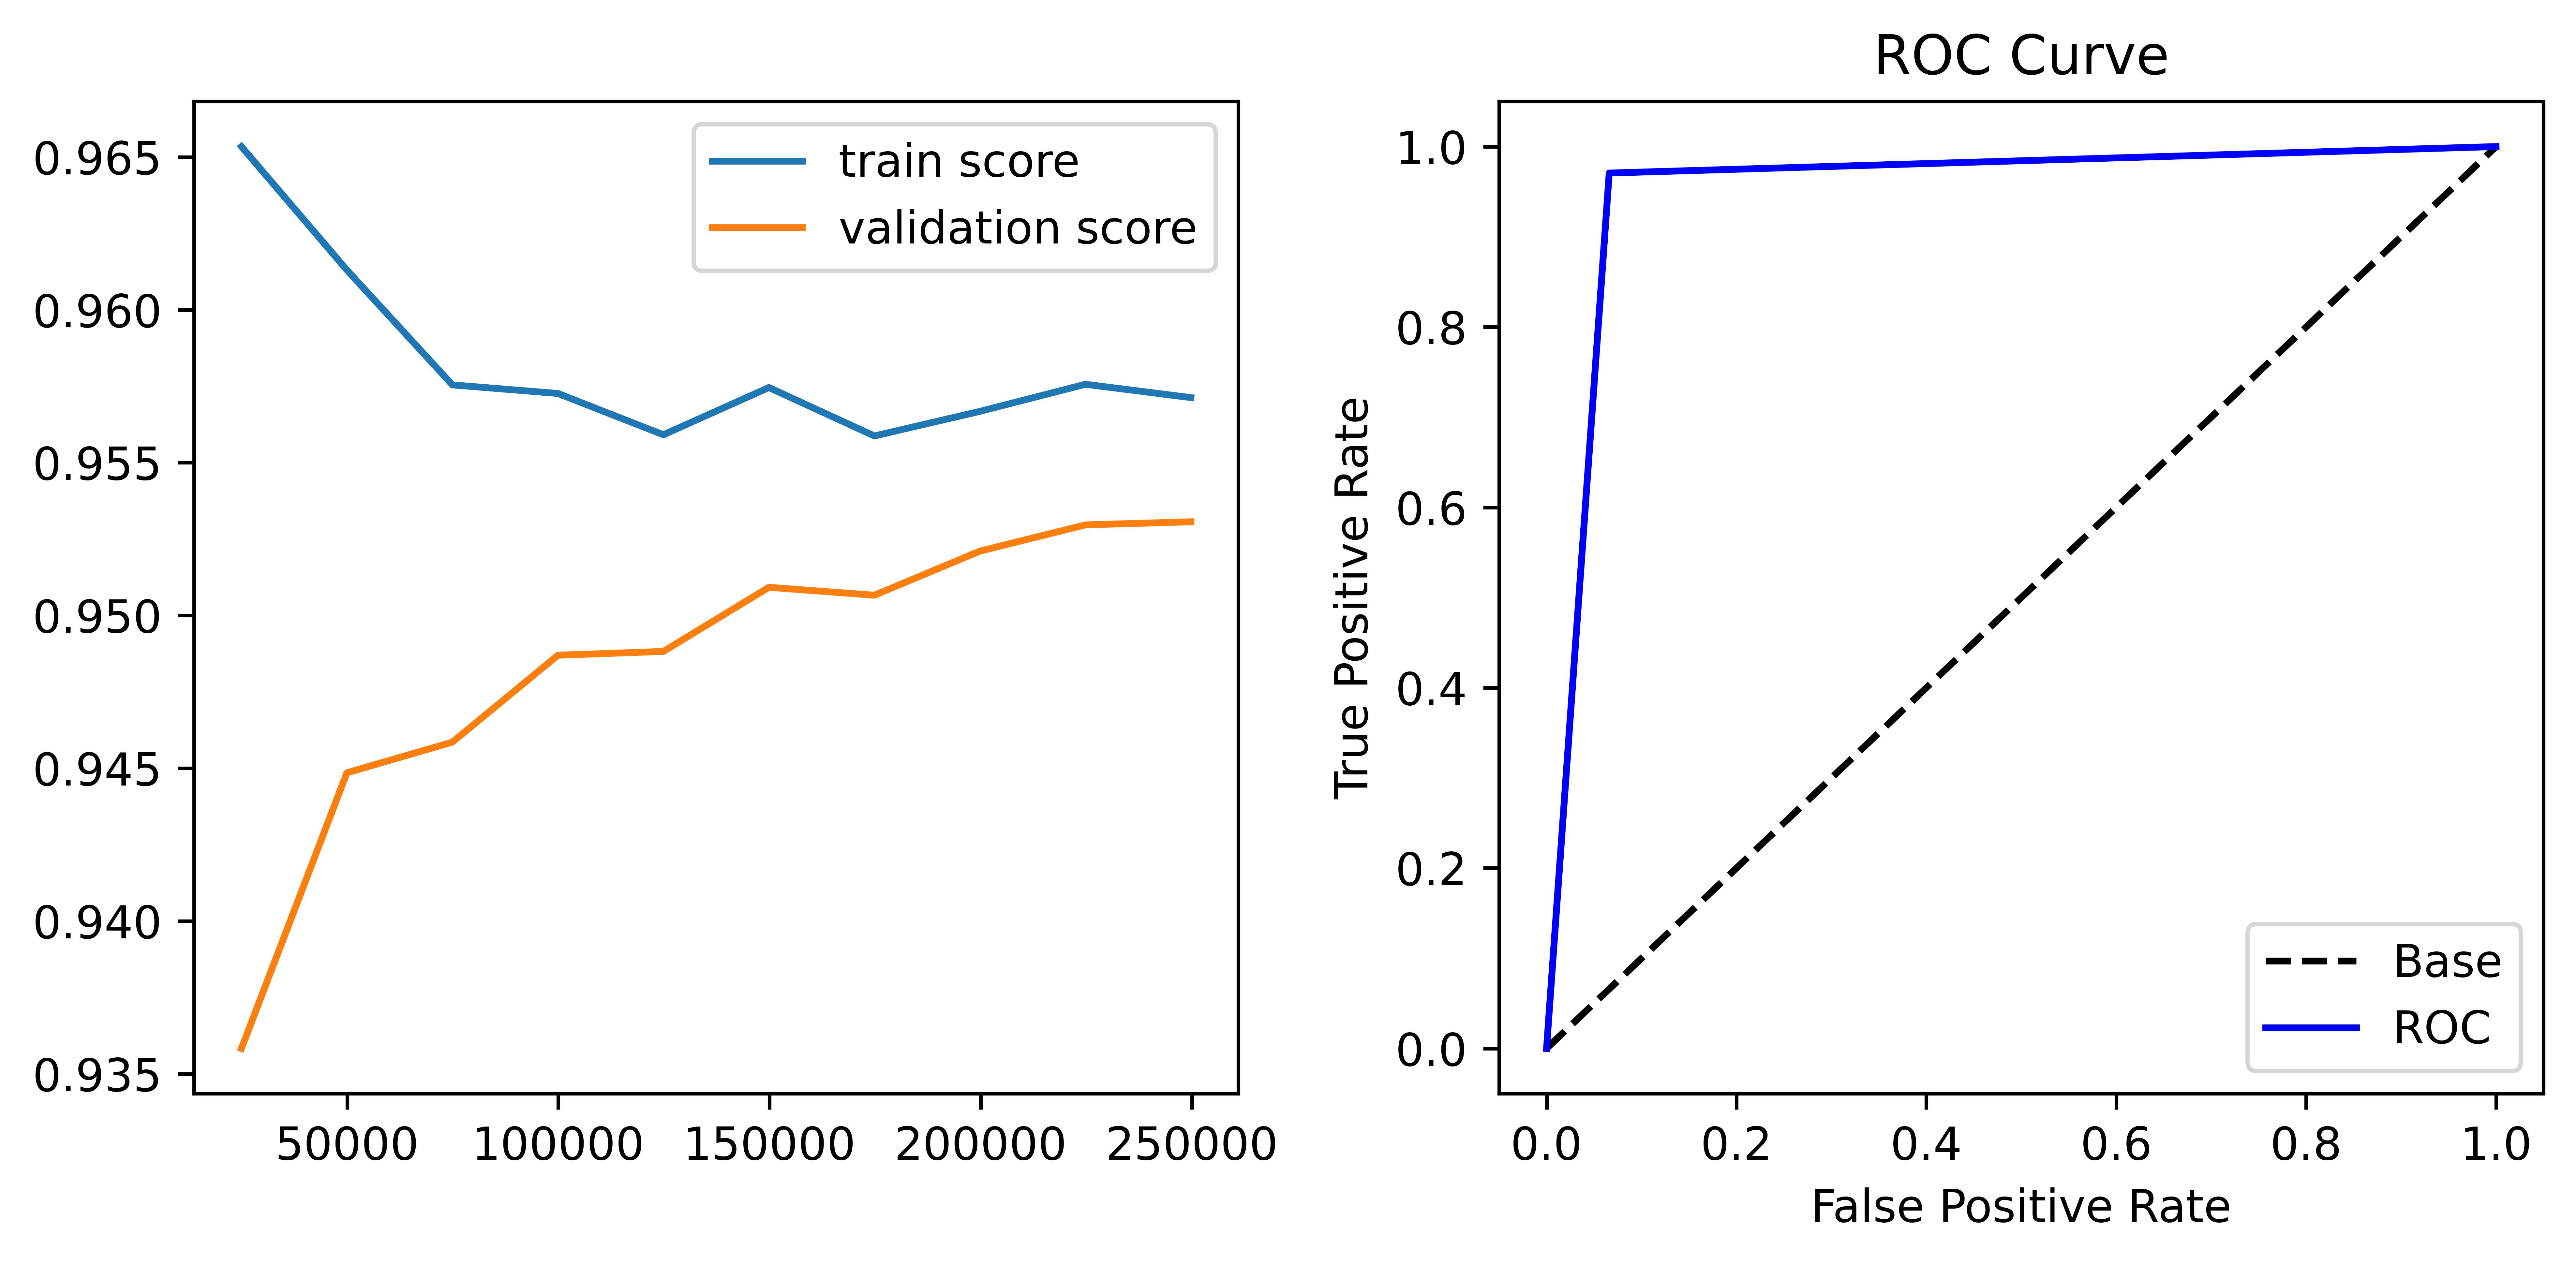 0.965
0.960
0.955
0.950
0.945
0.940
0.935
50000 100000 150000 200000 250000
train score
validation score
ROC Curve
True Positive Rate
1.0
0.8
0.6
0.4
0.2
0.0
0.0 0.2 0.4 0.6 0.8 1.0
False Positive Rate
Base
ROC